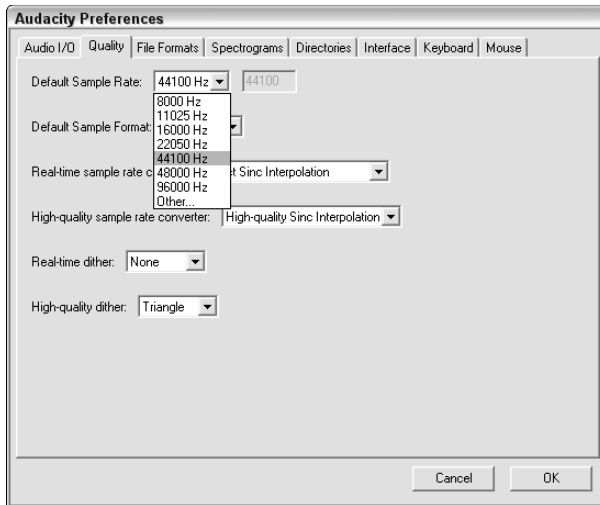 Audacity Preferences
Audio I/O Quality File Formats Spectrograms Directories Interface Keyboard Mouse
Default Sample Rate: 44100 Hz 44100
8000 Hz
11025 Hz
Default Sample Format: 16000 Hz
22050 Hz
44100 Hz
Real-time sample rate c 48000 Hz t Sinc Interpolation
96000 Hz
Other...
High-quality sample rate converter: High-quality Sinc Interpolation
Real-time dither: None
High-quality dither: Triangle
Cancel OK